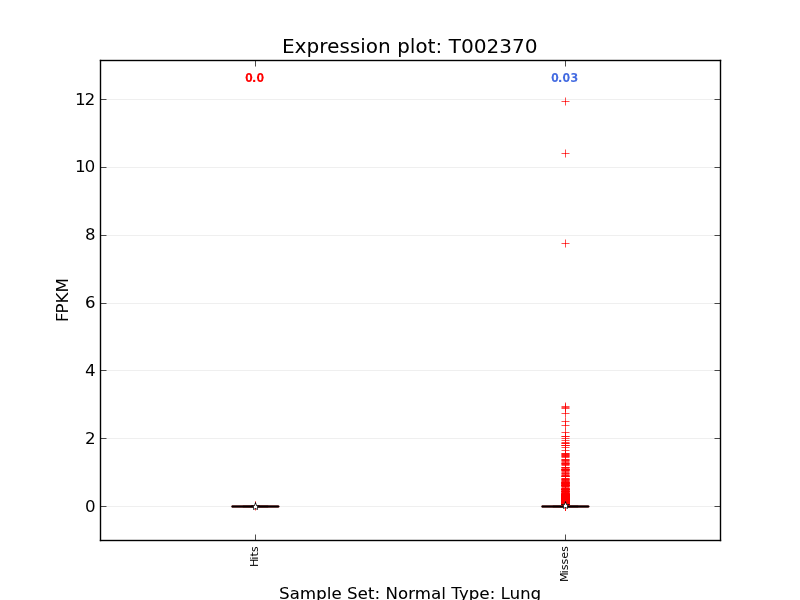 Expression plot: T002370
0.0
0.03
12
10
8
6
4
2
0
FPKM
Hits
Misses
Sample Set: Normal Type: Lung